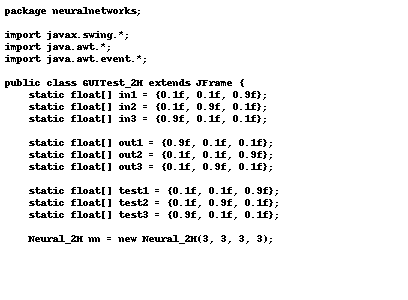 package neuralnetworks;

import javax.swing.*;
import java.awt.*;
import java.awt.event.*;

public class GUITest_2H extends JFrame {
    static float[] in1 = {0.1f, 0.1f, 0.9f};
    static float[] in2 = {0.1f, 0.9f, 0.1f};
    static float[] in3 = {0.9f, 0.1f, 0.1f};

    static float[] out1 = {0.9f, 0.1f, 0.1f};
    static float[] out2 = {0.1f, 0.1f, 0.9f};
    static float[] out3 = {0.1f, 0.9f, 0.1f};

    static float[] test1 = {0.1f, 0.1f, 0.9f};
    static float[] test2 = {0.1f, 0.9f, 0.1f};
    static float[] test3 = {0.9f, 0.1f, 0.1f};

    Neural_2H nn = new Neural_2H(3, 3, 3, 3);